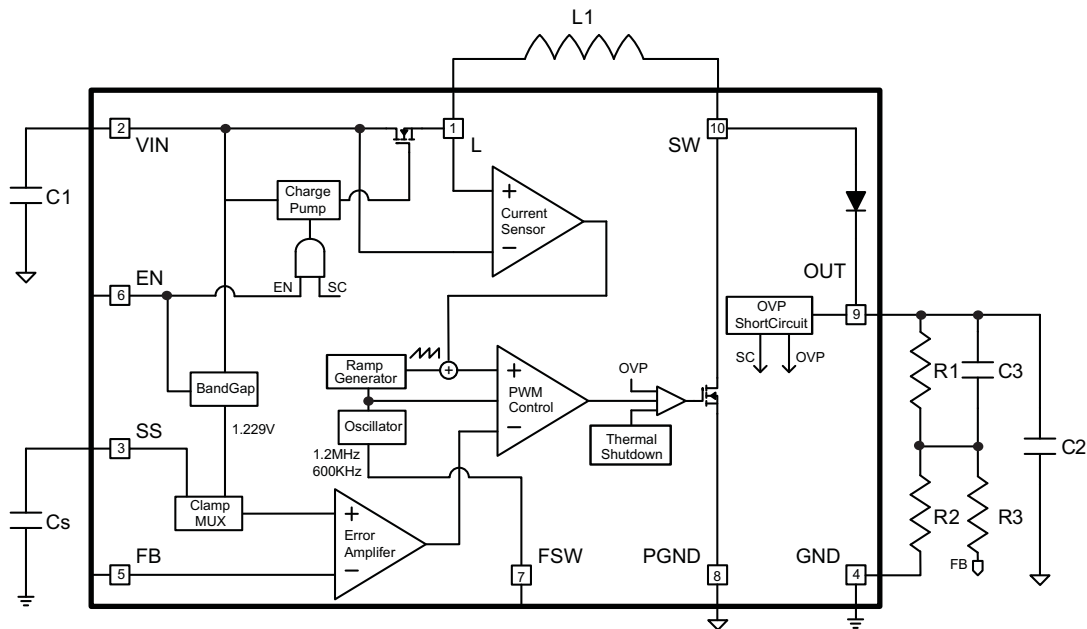 L1
2
VIN
1
L
10
SW
C1
Charge
Pump
+
Current
Sensor
−
EN
6
EN
SC
OUT
OVP
ShortCircuit
9
SC
OVP
Ramp
Generator
+
+
PWM
Control
−
OVP
R1
C3
BandGap
Oscillator
Thermal
Shutdown
1.229V
1.2MHz
600KHz
SS
3
C2
Cs
Clamp
MUX
+
Error
Amplifer
−
R2
R3
FB
5
FSW
7
PGND
8
GND
4
FB